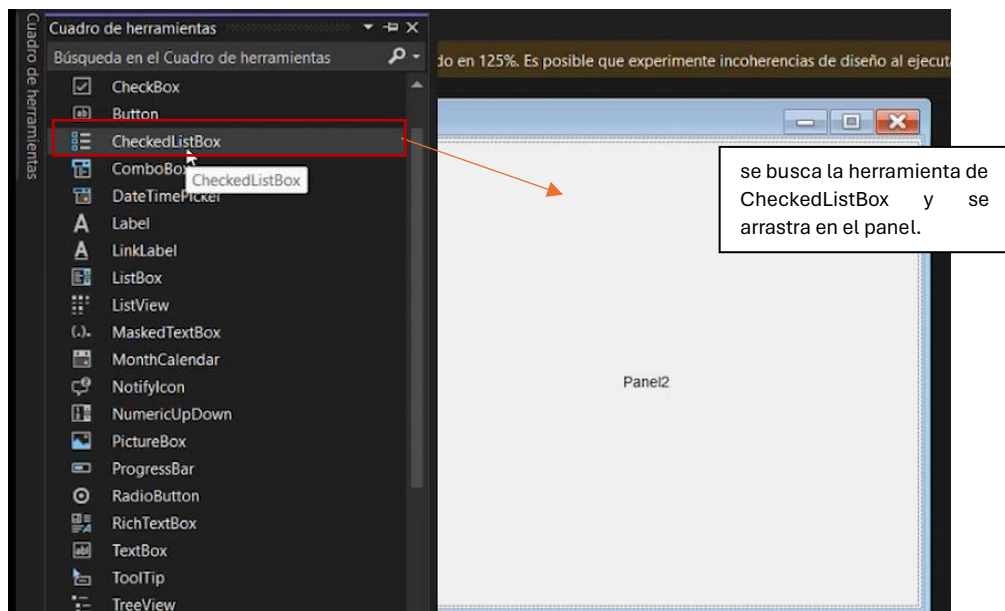 Cuadro de herramientas
Cuadro de herramientas
Búsqueda en el Cuadro de herramientas
do en 125%. Es posible que experimente incoherencias de diseño al ejecut
CheckBox
Button
CheckedListBox
ComboBox
CheckedListBox
DateTimePicker
Label
LinkLabel
ListBox
ListView
MaskedTextBox
MonthCalendar
NotifyIcon
NumericUpDown
PictureBox
ProgressBar
RadioButton
RichTextBox
TextBox
ToolTip
TreeView
se busca la herramienta de
CheckedListBox y se
arrastra en el panel.
Panel2